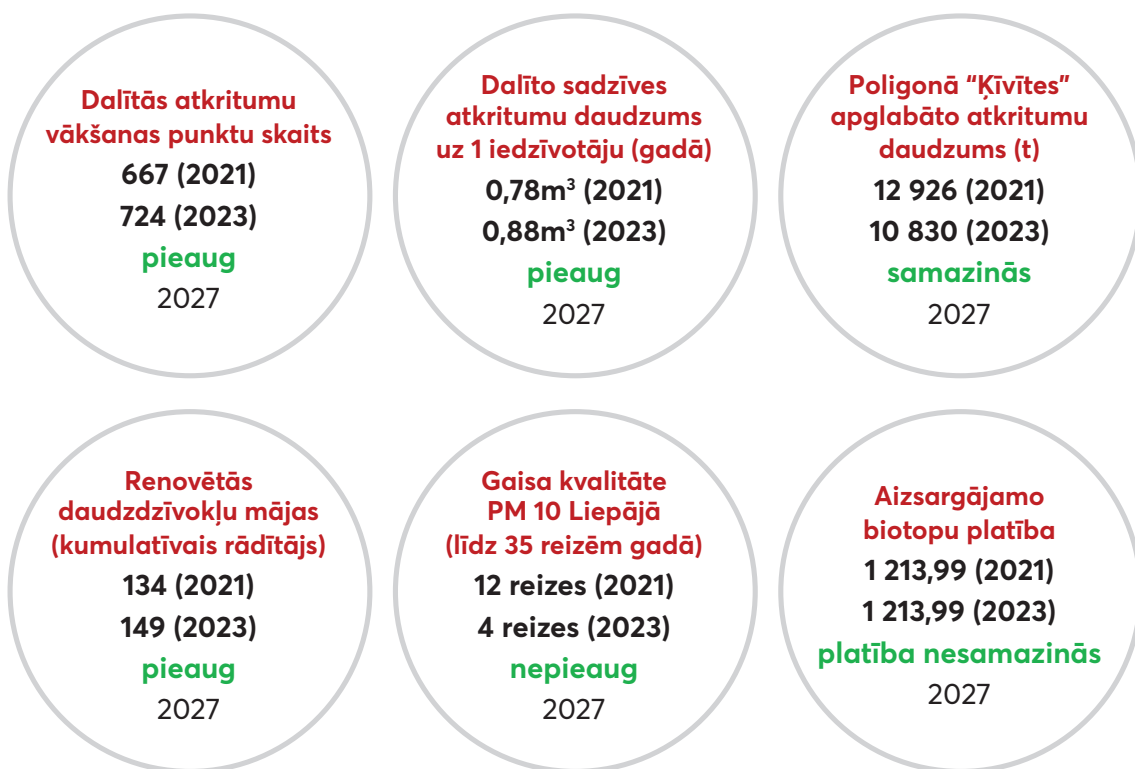 Dalītās atkritumu
vākšanas punktu skaits
667 (2021)
724 (2023)
pieaug
2027
Dalīto sadzīves
atkritumu daudzums
uz 1 iedzīvotāju (gadā)
0,78m³ (2021)
0,88m³ (2023)
pieaug
2027
Poligonā “Ķīvītes”
apglabāto atkritumu
daudzums (t)
12 926 (2021)
10 830 (2023)
samazinās
2027
Renovētās
daudzdzīvokļu mājas
(kumulatīvais rādītājs)
134 (2021)
149 (2023)
pieaug
2027
Gaisa kvalitāte
PM 10 Liepājā
(līdz 35 reizēm gadā)
12 reizes (2021)
4 reizes (2023)
nepieaug
2027
Aizsargājamo
biotopu platība
1 213,99 (2021)
1 213,99 (2023)
platība nesamazinās
2027